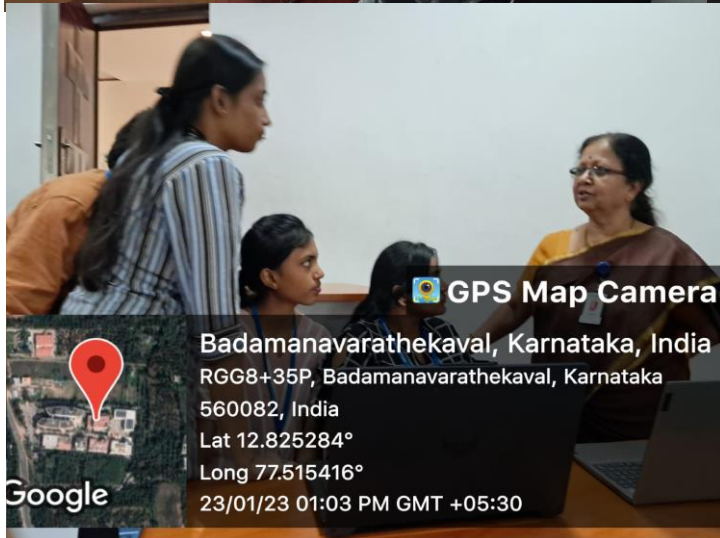 GPS Map Camera
Badamanavarathekaval, Karnataka, India
RGG8+35P, Badamanavarathekaval, Karnataka
560082, India
Lat 12.825284°
Long 77.515416°
23/01/23 01:03 PM GMT +05:30
Google